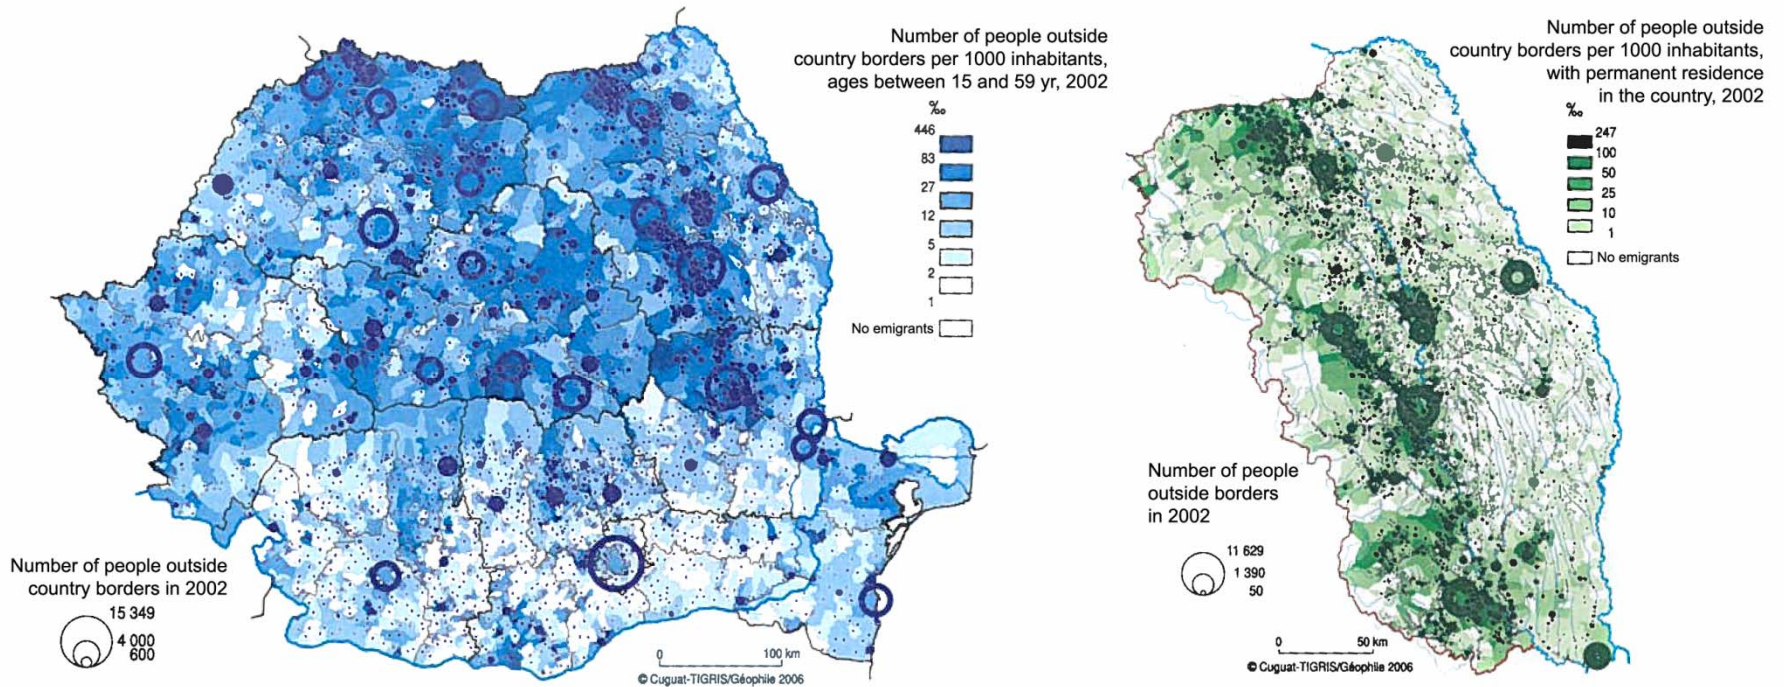 Number of people outside
country borders per 1000 inhabitants,
ages between 15 and 59 yr, 2002
‰
446
83
27
12
5
2
1
No emigrants
Number of people outside
country borders in 2002
15 349
4 000
600
0 100 km
© Cuguat-TIGRIS/Géophile 2006
Number of people outside
country borders per 1000 inhabitants,
with permanent residence
in the country, 2002
‰
247
100
50
25
10
1
No emigrants
Number of people
outside borders
in 2002
11 629
1 390
50
0 50 km
© Cuguat-TIGRIS/Géophile 2006